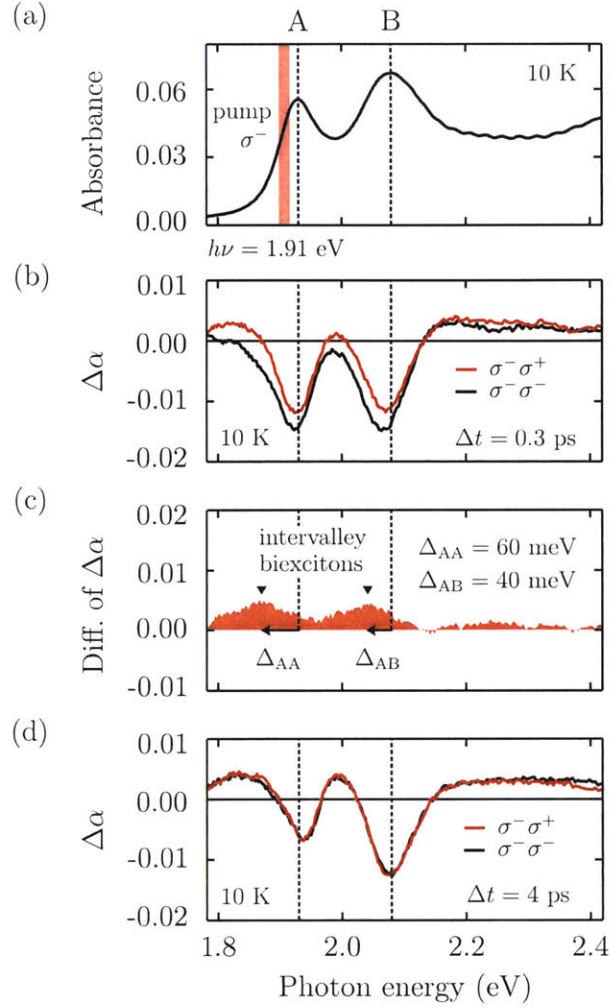 (a)
A B
10 K
pump
σ⁻
Absorbance
0.06
0.03
0.00
hν = 1.91 eV
(b)
0.01
0.00
-0.01
-0.02
Δα
σ⁻σ⁺
σ⁻σ⁻
10 K
Δt = 0.3 ps
(c)
0.02
0.01
0.00
-0.01
Diff. of Δα
intervalley
biexcitons
Δ_AA = 60 meV
Δ_AB = 40 meV
Δ_AA
Δ_AB
(d)
0.01
0.00
-0.01
-0.02
Δα
σ⁻σ⁺
σ⁻σ⁻
10 K
Δt = 4 ps
1.8 2.0 2.2 2.4
Photon energy (eV)